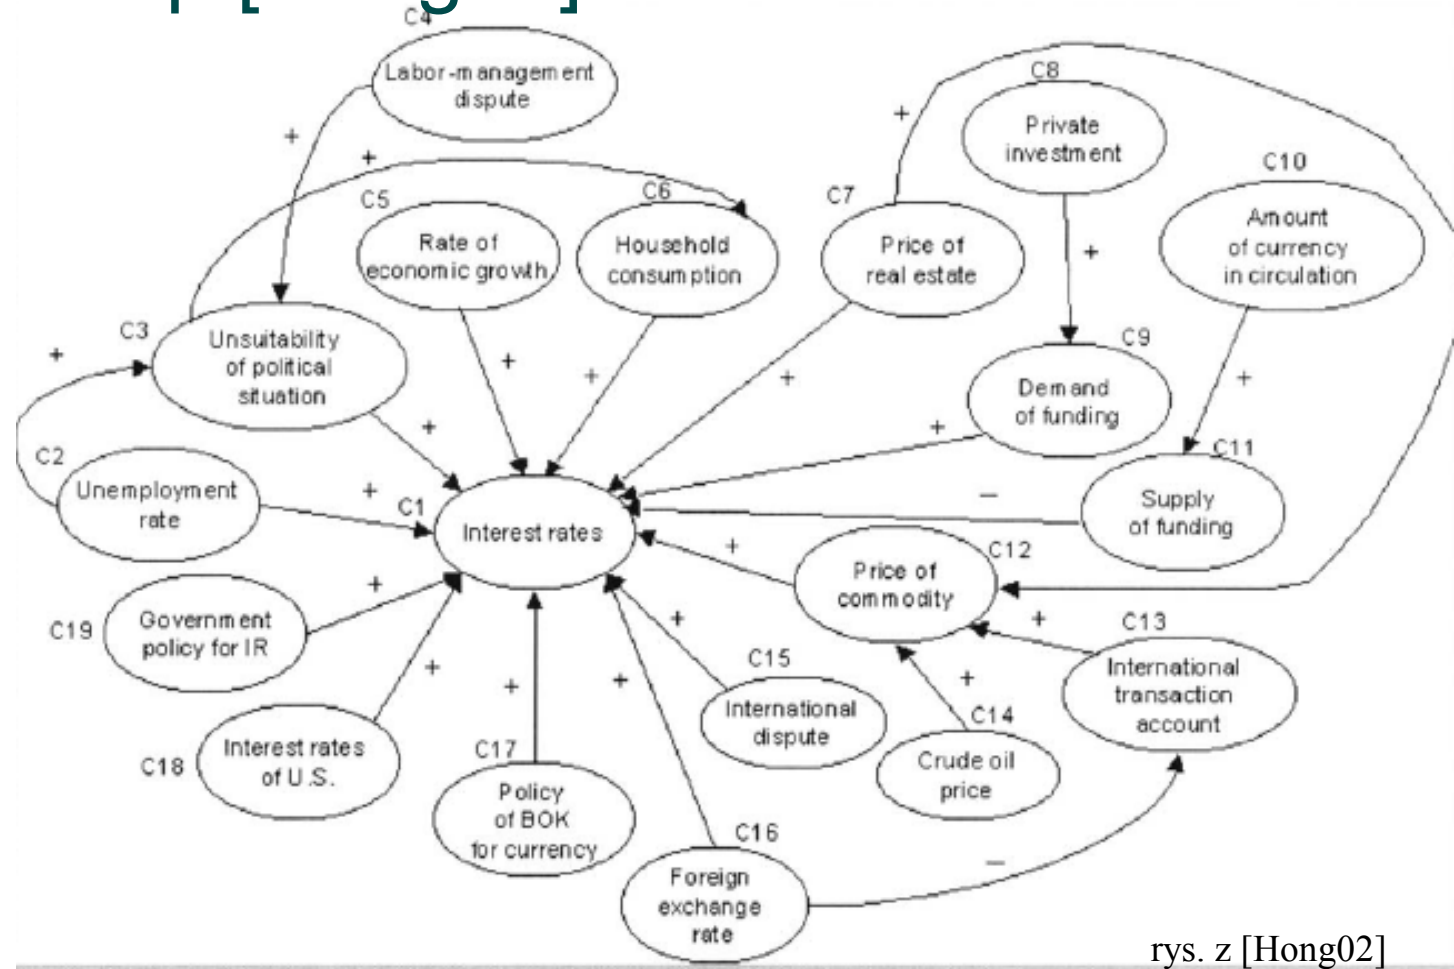 C4
Labor-management
dispute
+
+
C8
Private
investment
+
C10
Amount
of currency
in circulation
C5
Rate of
economic growth
C6
Household
consumption
C7
Price of
real estate
+
C3
Unsuitability
of political
situation
+
+
+
+
+
C9
Demand
of funding
+
+
C2
Unemployment
rate
+
C1
Interest rates
–
C11
Supply
of funding
+
C12
Price of
commodity
C19
Government
policy for IR
+
+
C13
International
transaction
account
+
C15
International
dispute
+
C14
Crude oil
price
C18
Interest rates
of U.S.
+
+
+
C17
Policy
of BOK
for currency
C16
Foreign
exchange
rate
–
rys. z [Hong02]